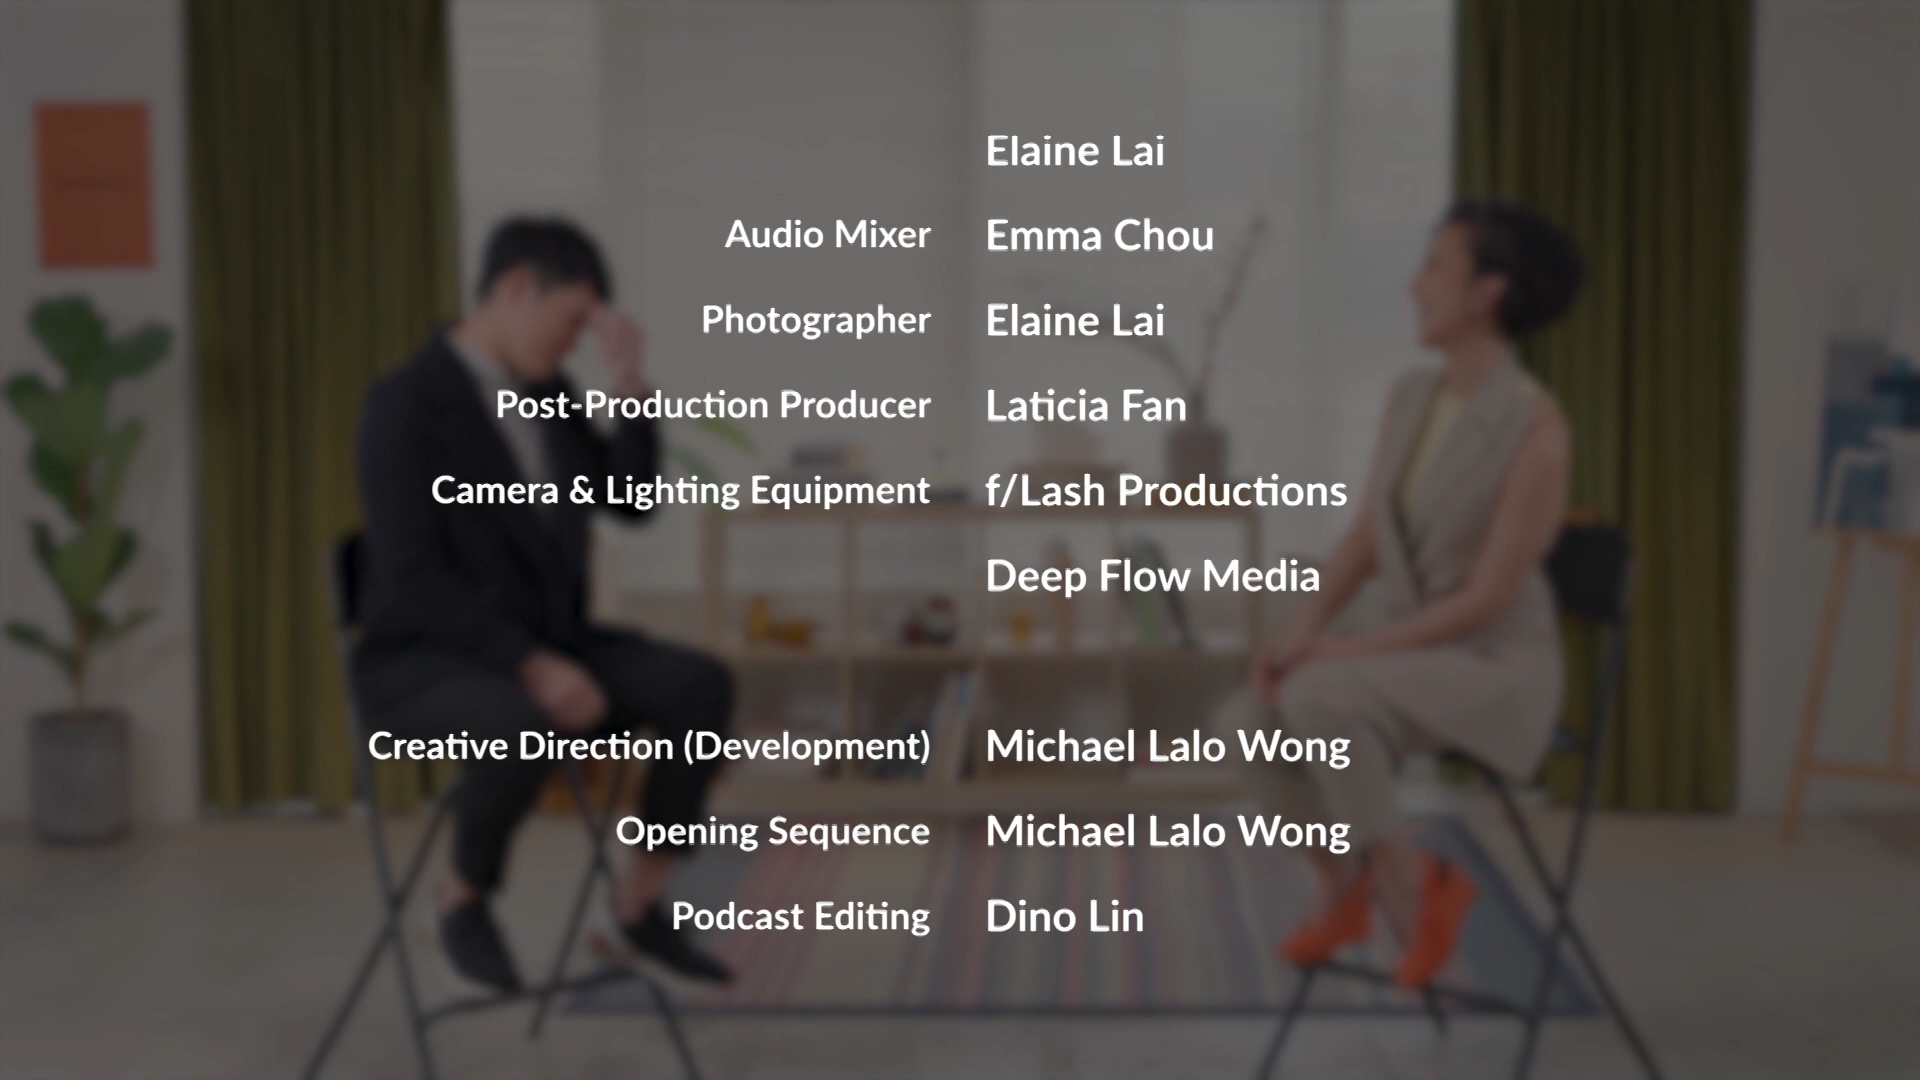 Elaine Lai
Audio Mixer Emma Chou
Photographer Elaine Lai
Post-Production Producer Laticia Fan
Camera & Lighting Equipment f/Lash Productions
Deep Flow Media
Creative Direction (Development) Michael Lalo Wong
Opening Sequence Michael Lalo Wong
Podcast Editing Dino Lin